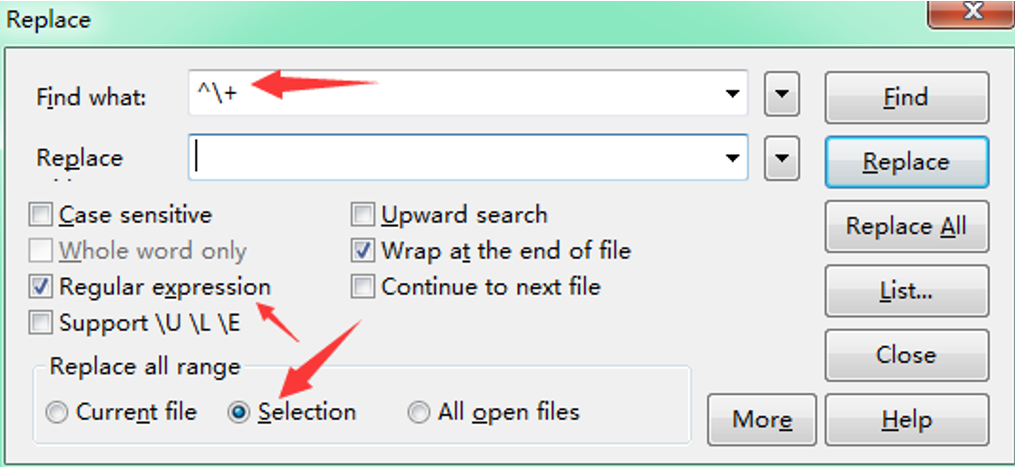 Replace
Find what:
^\+
Find
Replace
Replace
Case sensitive
Upward search
Replace All
Whole word only
Wrap at the end of file
Regular expression
Continue to next file
List...
Support \U \L \E
Replace all range
Close
Current file
Selection
All open files
More
Help